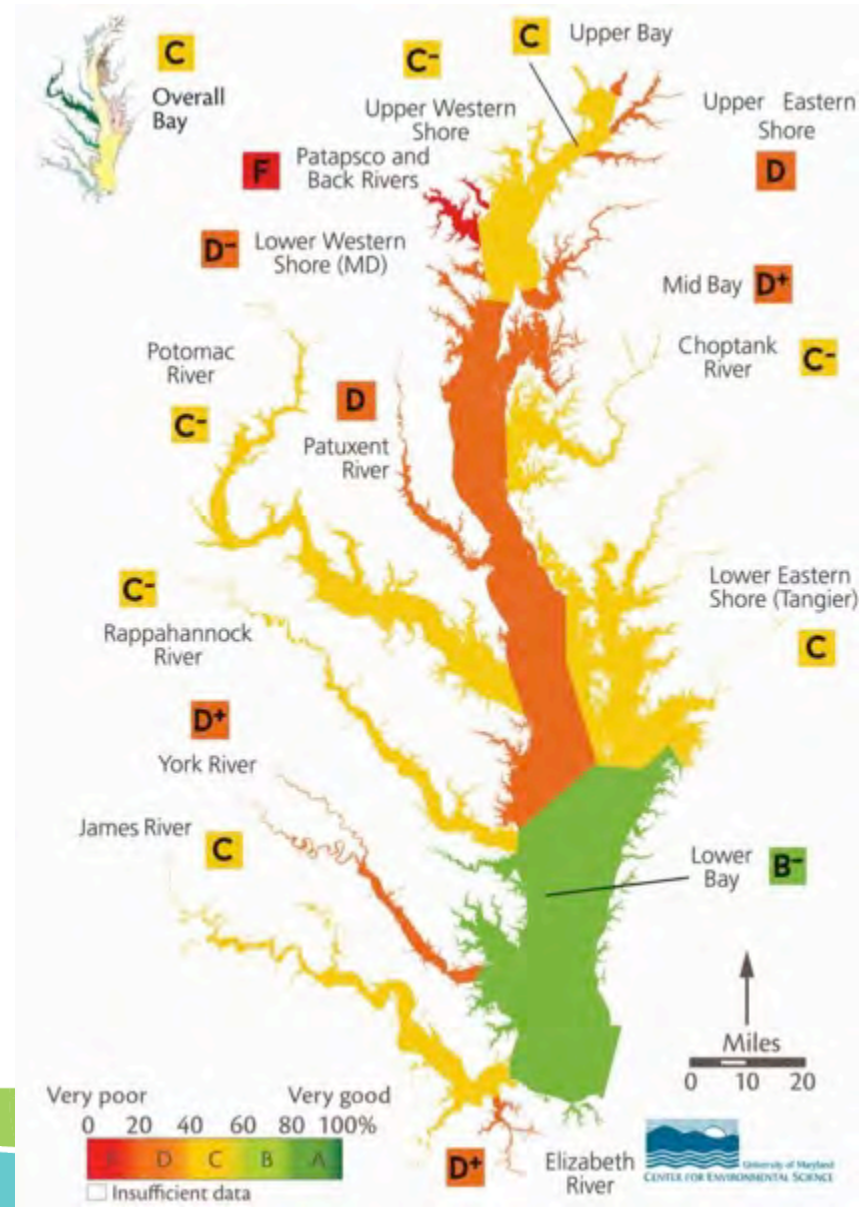 C
Overall
Bay
C-
Upper Western
Shore
C
Upper Bay
Upper Eastern
Shore
D
F
Patapsco and
Back Rivers
D-
Lower Western
Shore (MD)
Mid Bay
D+
Choptank
River
C-
Potomac
River
C-
D
Patuxent
River
C-
Rappahannock
River
Lower Eastern
Shore (Tangier)
C
D+
York River
James River
C
Lower
Bay
B-
Miles
0 10 20
Very poor Very good
0 20 40 60 80 100%
F D C B A
Insufficient data
D+
Elizabeth
River
University of Maryland
CENTER FOR ENVIRONMENTAL SCIENCE